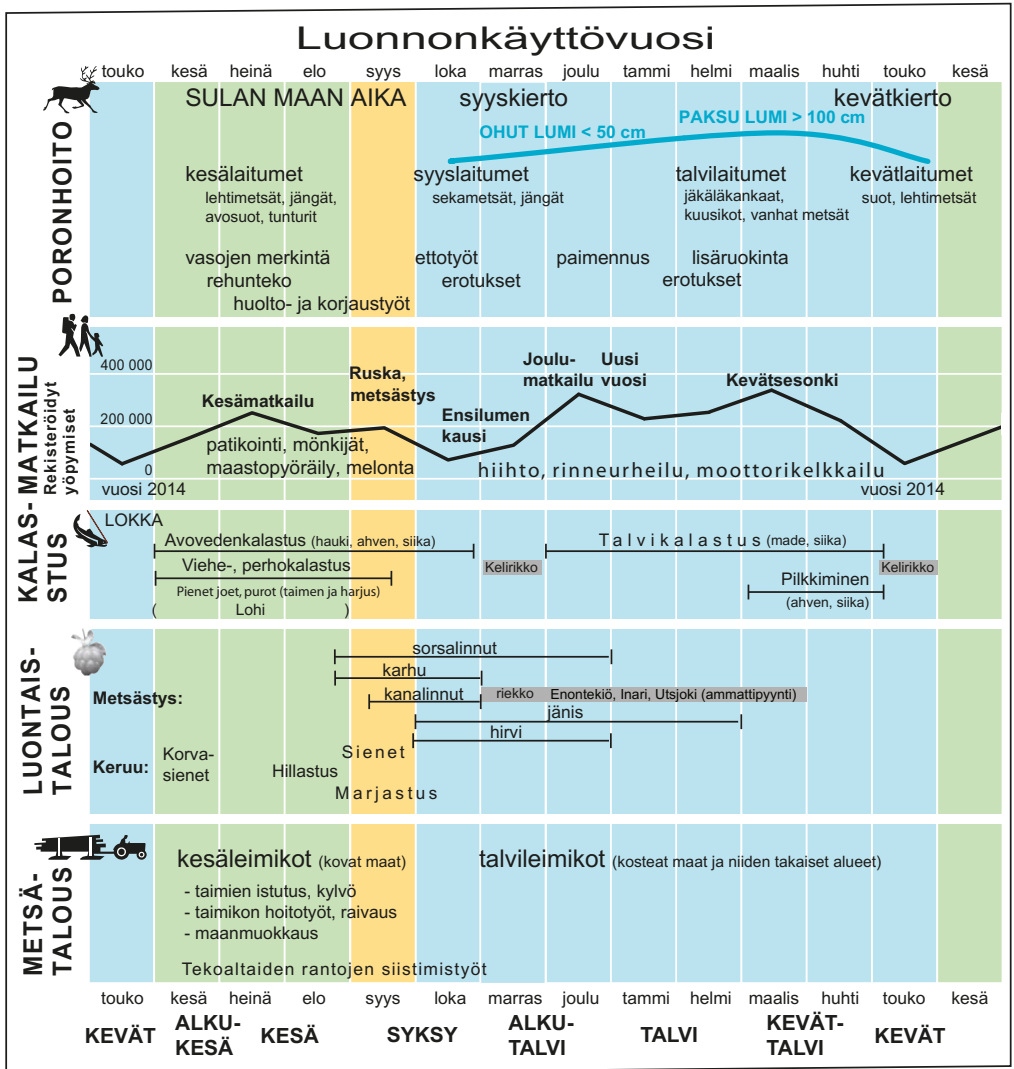 Luonnonkäyttövuosi
touko kesä heinä elo syys loka marras joulu tammi helmi maalis huhti touko kesä
PORONHOITO
SULAN MAAN AIKA syyskierto kevätkierto
OHUT LUMI < 50 cm PAKSU LUMI > 100 cm
kesälaitumet syyslaitumet talvilaitumet kevätlaitumet
lehtimetsät, jängät, sekametsät, jängät jäkäläkankaat, suot, lehtimetsät
avosuot, tunturit kuusikot, vanhat metsät
vasojen merkintä ettotyöt paimennus lisäruokinta
rehunteko erotukset erotukset
huolto- ja korjaustyöt
MATKAILU
Rekisteröidyt
yöpymiset
400 000
200 000
0
Kesämatkailu
Ruska,
metsästys
Ensilumen
kausi
Joulu-
matkailu
Uusi
vuosi
Kevätsesonki
patikointi, mönkijät,
maastopyöräily, melonta
hiihto, rinneurheilu, moottorikelkkailu
vuosi 2014 vuosi 2014
KALAS-
TUS
LOKKA
Avovedenkalastus (hauki, ahven, siika) Talvikalastus (made, siika)
Viehe-, perhokalastus Kelirikko Kelirikko
Pienet joet, purot (taimen ja harjus) Pilkkiminen
( Lohi ) (ahven, siika)
LUONTAIS-
TALOUS
sorsalinnut
karhu
Metsästys: kanalinnut riekko Enontekiö, Inari, Utsjoki (ammattipyynti)
jänis
hirvi
Keruu:
Korva-
sienet
Sienet
Hillastus
Marjastus
METSÄ-
TALOUS
kesäleimikot (kovat maat) talvileimikot (kosteat maat ja niiden takaiset alueet)
- taimien istutus, kylvö
- taimikon hoitotyöt, raivaus
- maanmuokkaus
Tekoaltaiden rantojen siistimistyöt
touko kesä heinä elo syys loka marras joulu tammi helmi maalis huhti touko kesä
KEVÄT
ALKU-
KESÄ
KESÄ
SYKSY
ALKU-
TALVI
TALVI
KEVÄT-
TALVI
KEVÄT